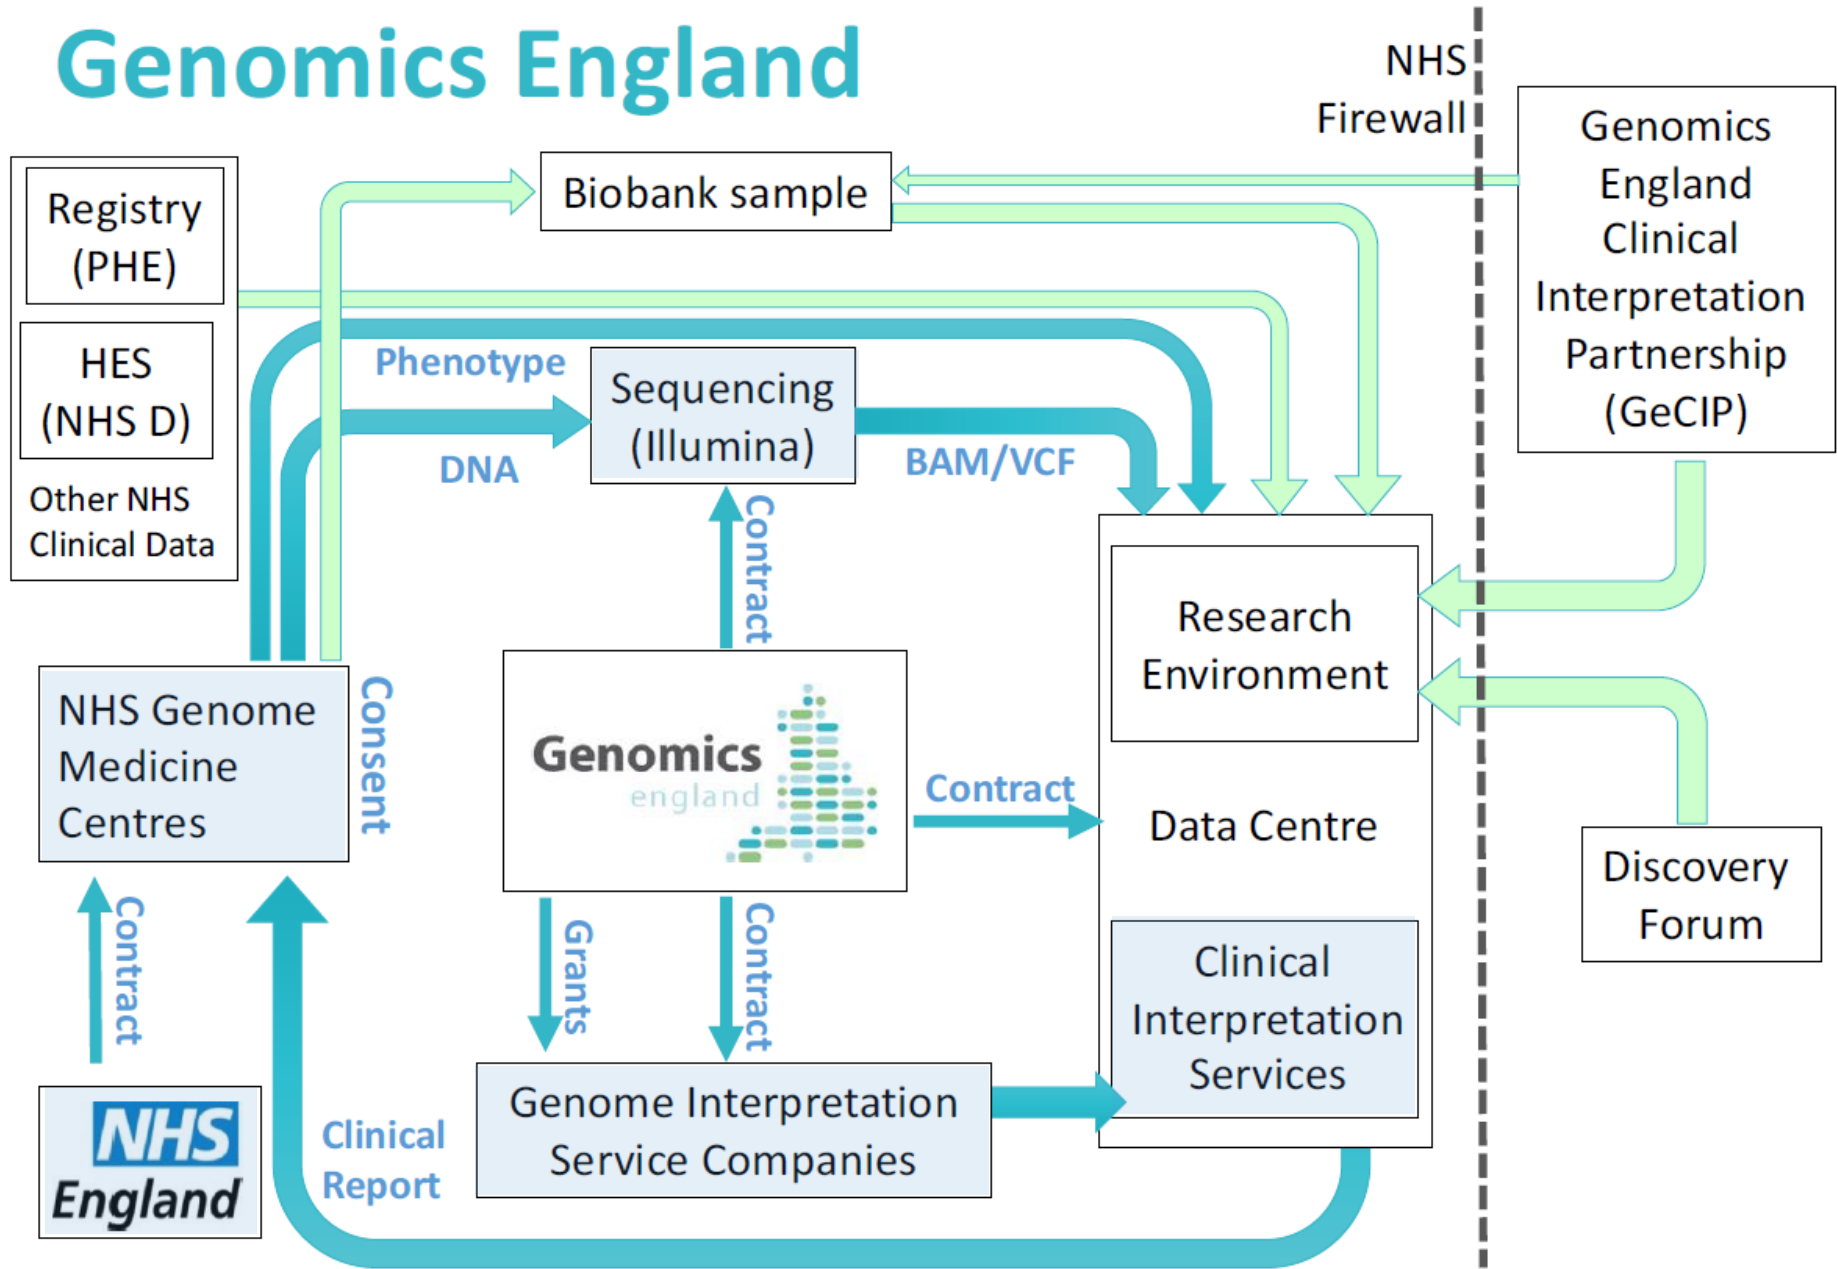 Genomics England
NHS
Firewall
Registry
(PHE)
HES
(NHS D)
Other NHS
Clinical Data
Biobank sample
Genomics
England
Clinical
Interpretation
Partnership
(GeCIP)
Phenotype
DNA
Sequencing
(Illumina)
BAM/VCF
Contract
Research
Environment
Data Centre
Clinical
Interpretation
Services
NHS Genome
Medicine
Centres
Consent
Genomics
england
Contract
Discovery
Forum
Contract
Grants
Contract
NHS
England
Clinical
Report
Genome Interpretation
Service Companies